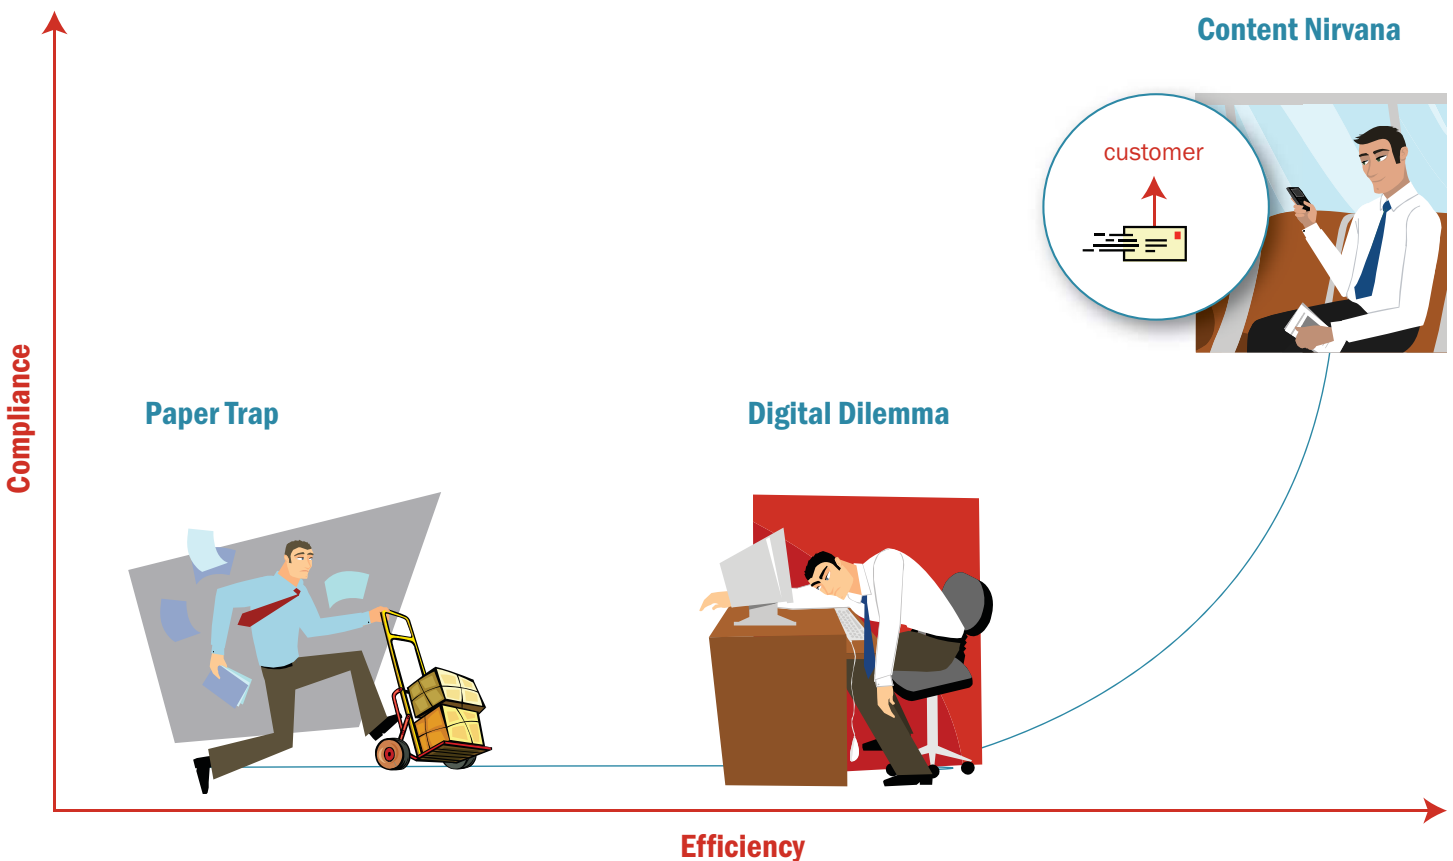 Content Nirvana
customer
Compliance
Paper Trap
Digital Dilemma
Efficiency